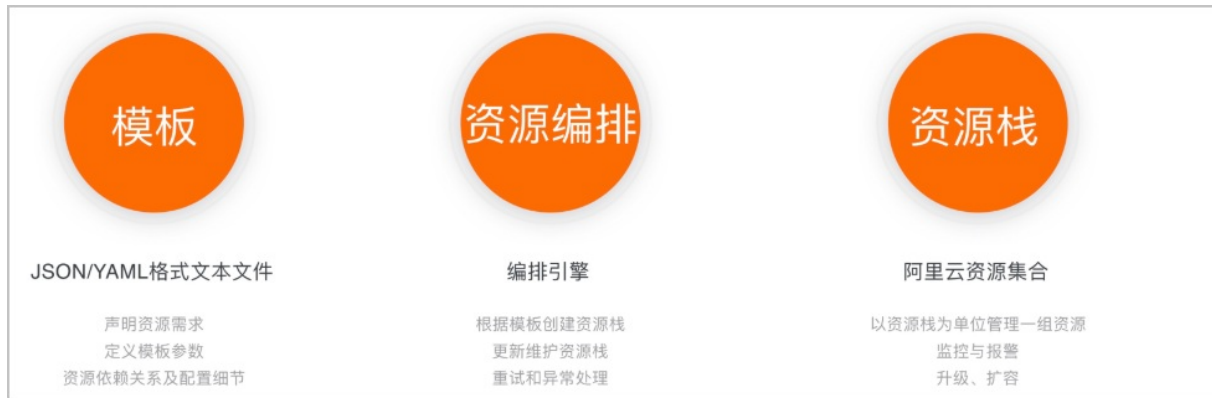 模板
JSON/YAML格式文本文件
声明资源需求
定义模板参数
资源依赖关系及配置细节
资源编排
编排引擎
根据模板创建资源栈
更新维护资源栈
重试和异常处理
资源栈
阿里云资源集合
以资源栈为单位管理一组资源
监控与报警
升级、扩容